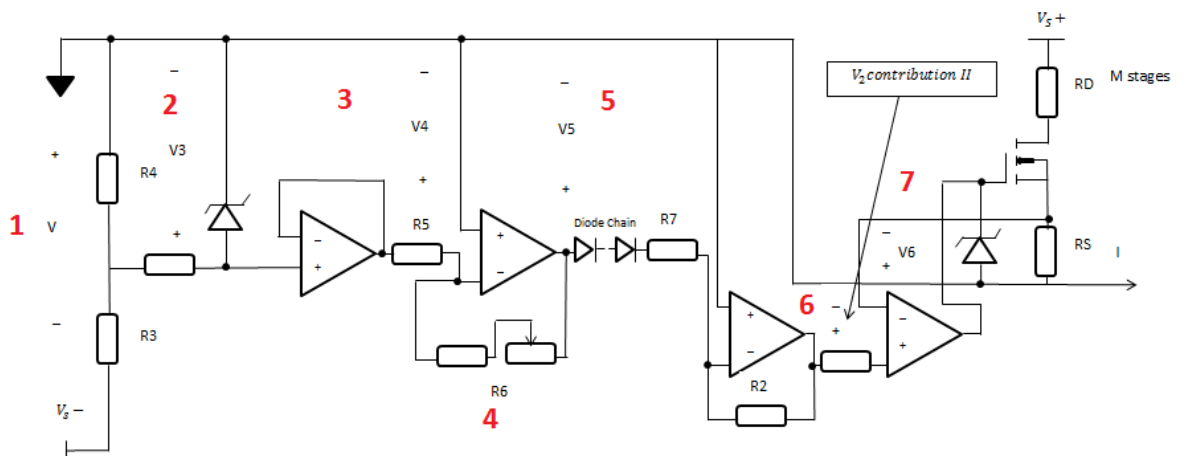 V_S+
V_2 contribution II
RD
M stages
−
−
−
2
3
5
V4
V5
+
V3
R4
7
1
V
+
+
R5
+
Diode Chain
R7
−
V6
+
RS
I
−
+
+
−
−
R3
6
−
+
+
−
−
+
R6
R2
4
V_S−